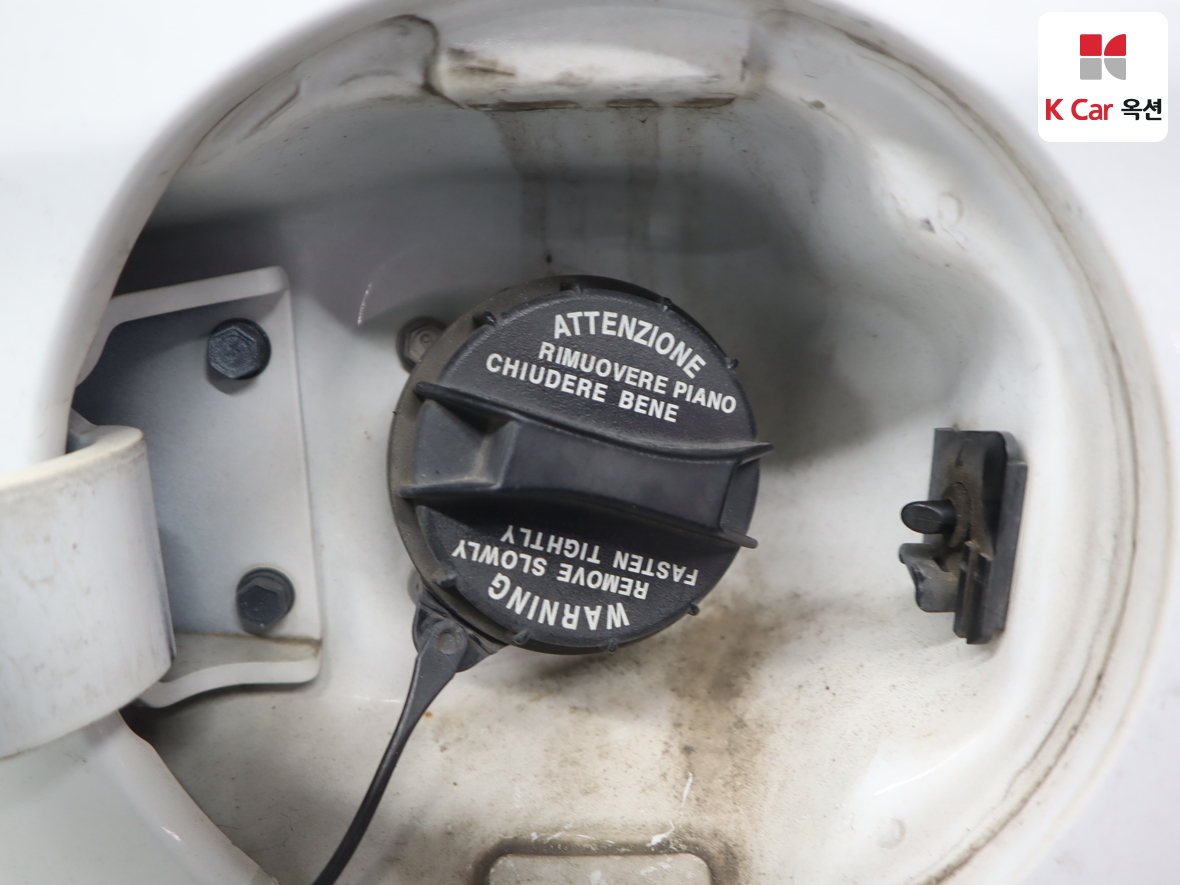 K Car 옥션
ATTENZIONE
RIMUOVERE PIANO
CHIUDERE BENE
WARNING
REMOVE SLOWLY
FASTEN TIGHTLY